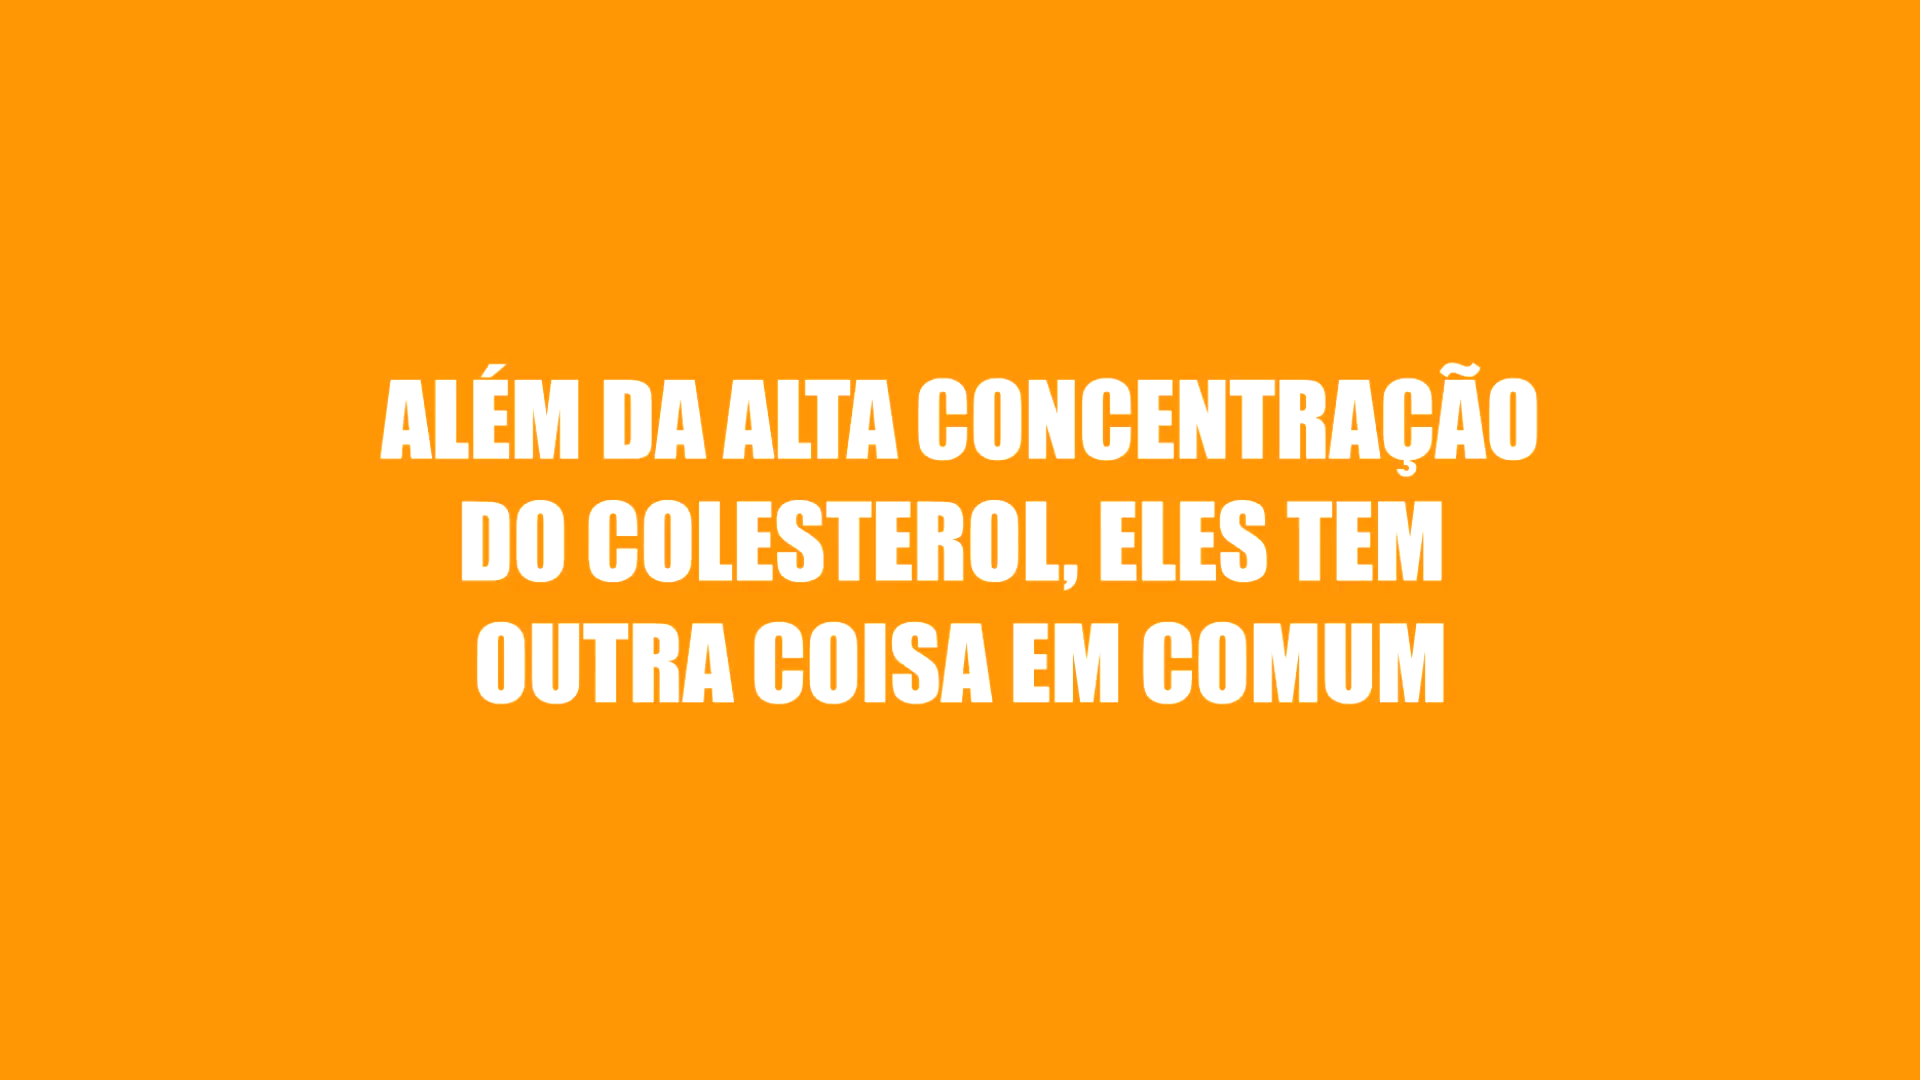 ALÉM DA ALTA CONCENTRAÇÃO
DO COLESTEROL, ELES TEM
OUTRA COISA EM COMUM